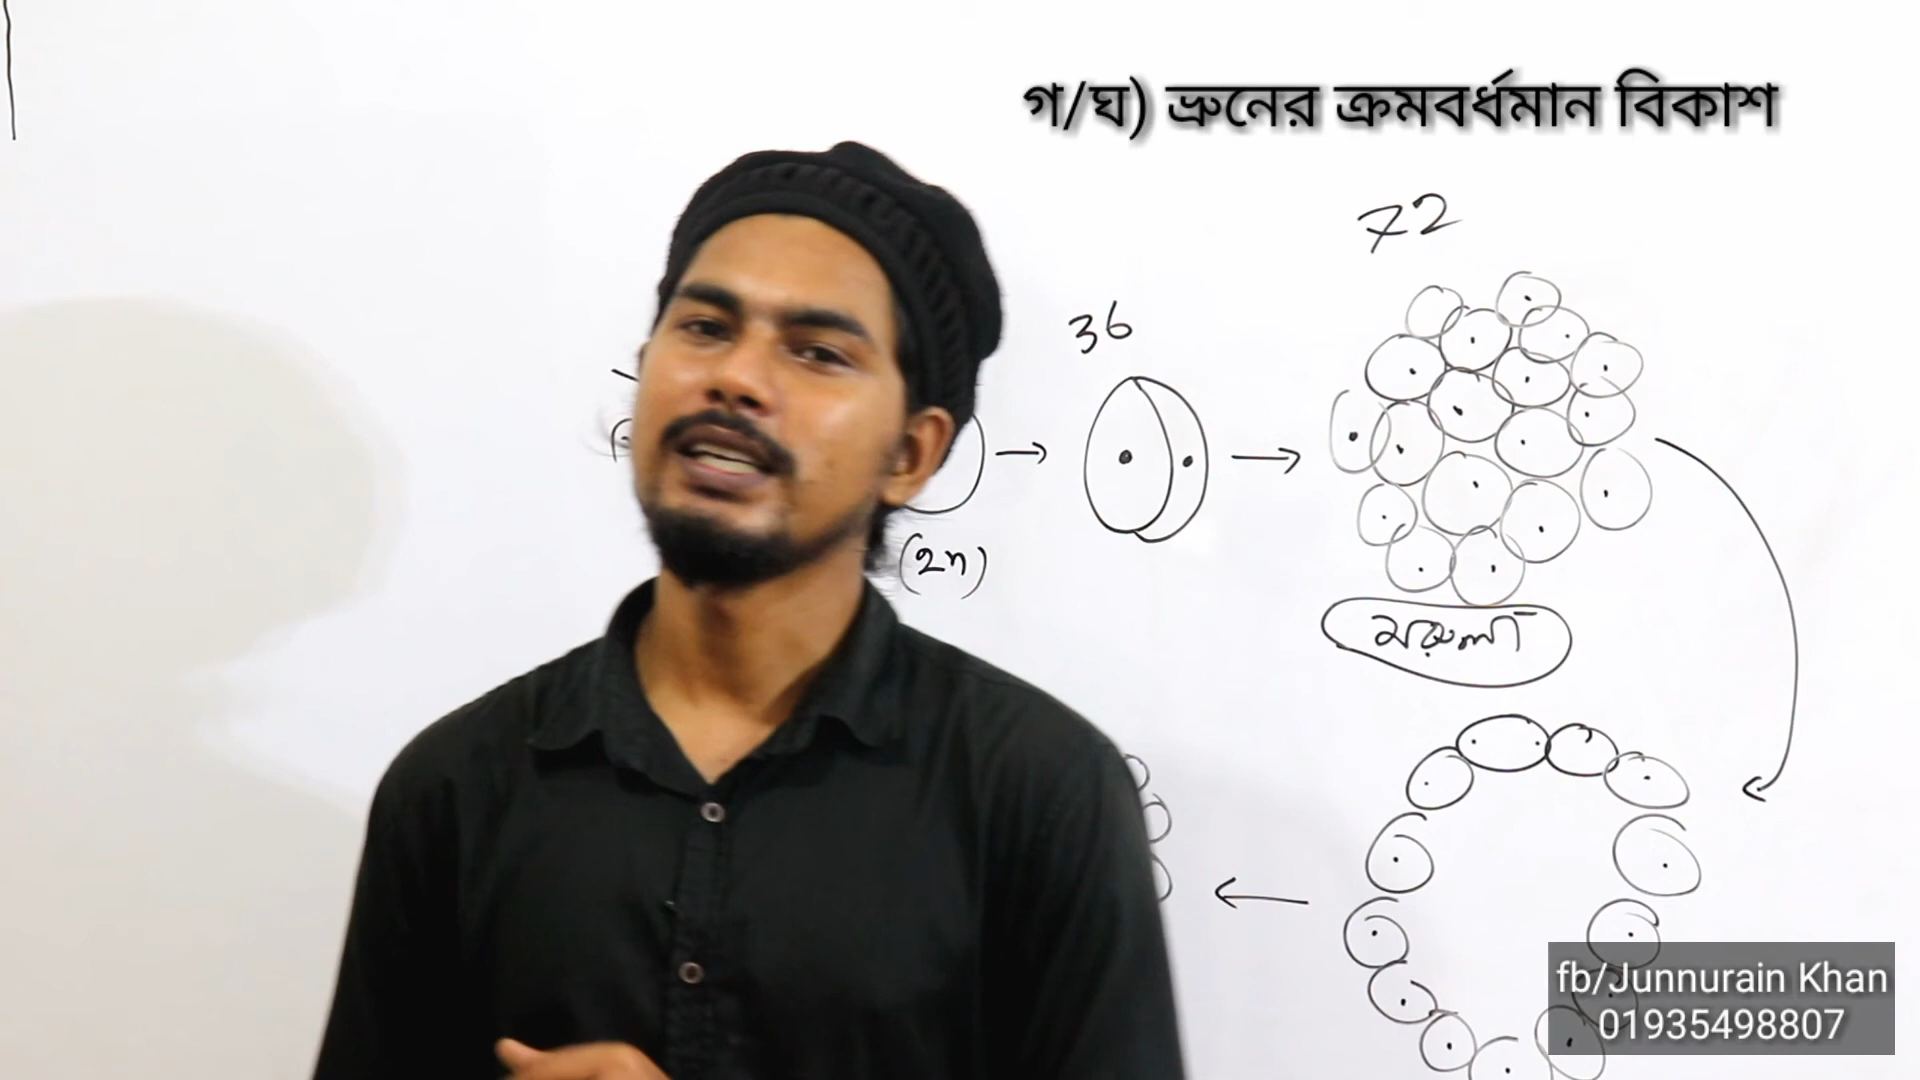 গ/ঘ) ভ্রুনের ক্রমবর্ধমান বিকাশ
72
36
(2n)
মরুলা
fb/Junnurain Khan
01935498807